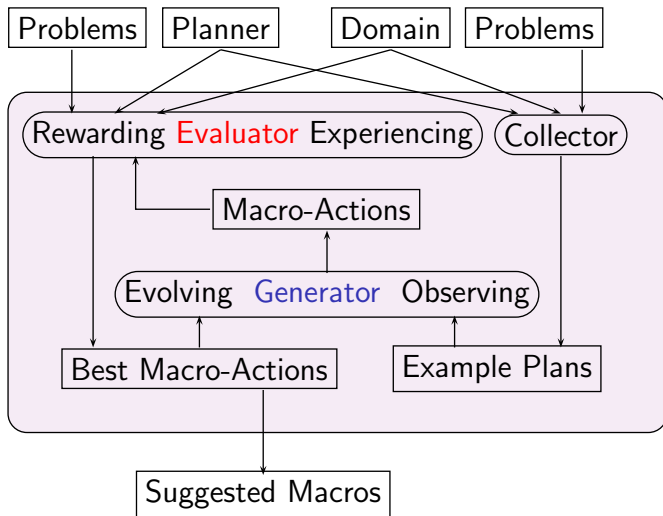 Problems Planner Domain Problems
Rewarding Evaluator Experiencing Collector
Macro-Actions
Evolving Generator Observing
Best Macro-Actions Example Plans
Suggested Macros